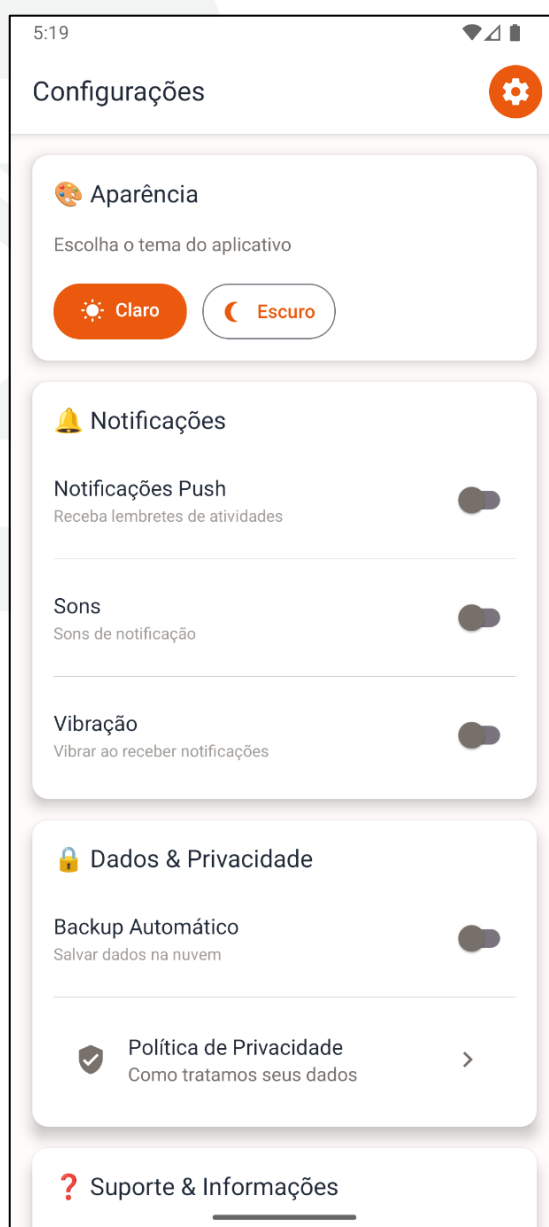 5:19
Configurações
Aparência
Escolha o tema do aplicativo
Claro
Escuro
Notificações
Notificações Push
Receba lembretes de atividades
Sons
Sons de notificação
Vibração
Vibrar ao receber notificações
Dados & Privacidade
Backup Automático
Salvar dados na nuvem
Política de Privacidade
Como tratamos seus dados
Suporte & Informações